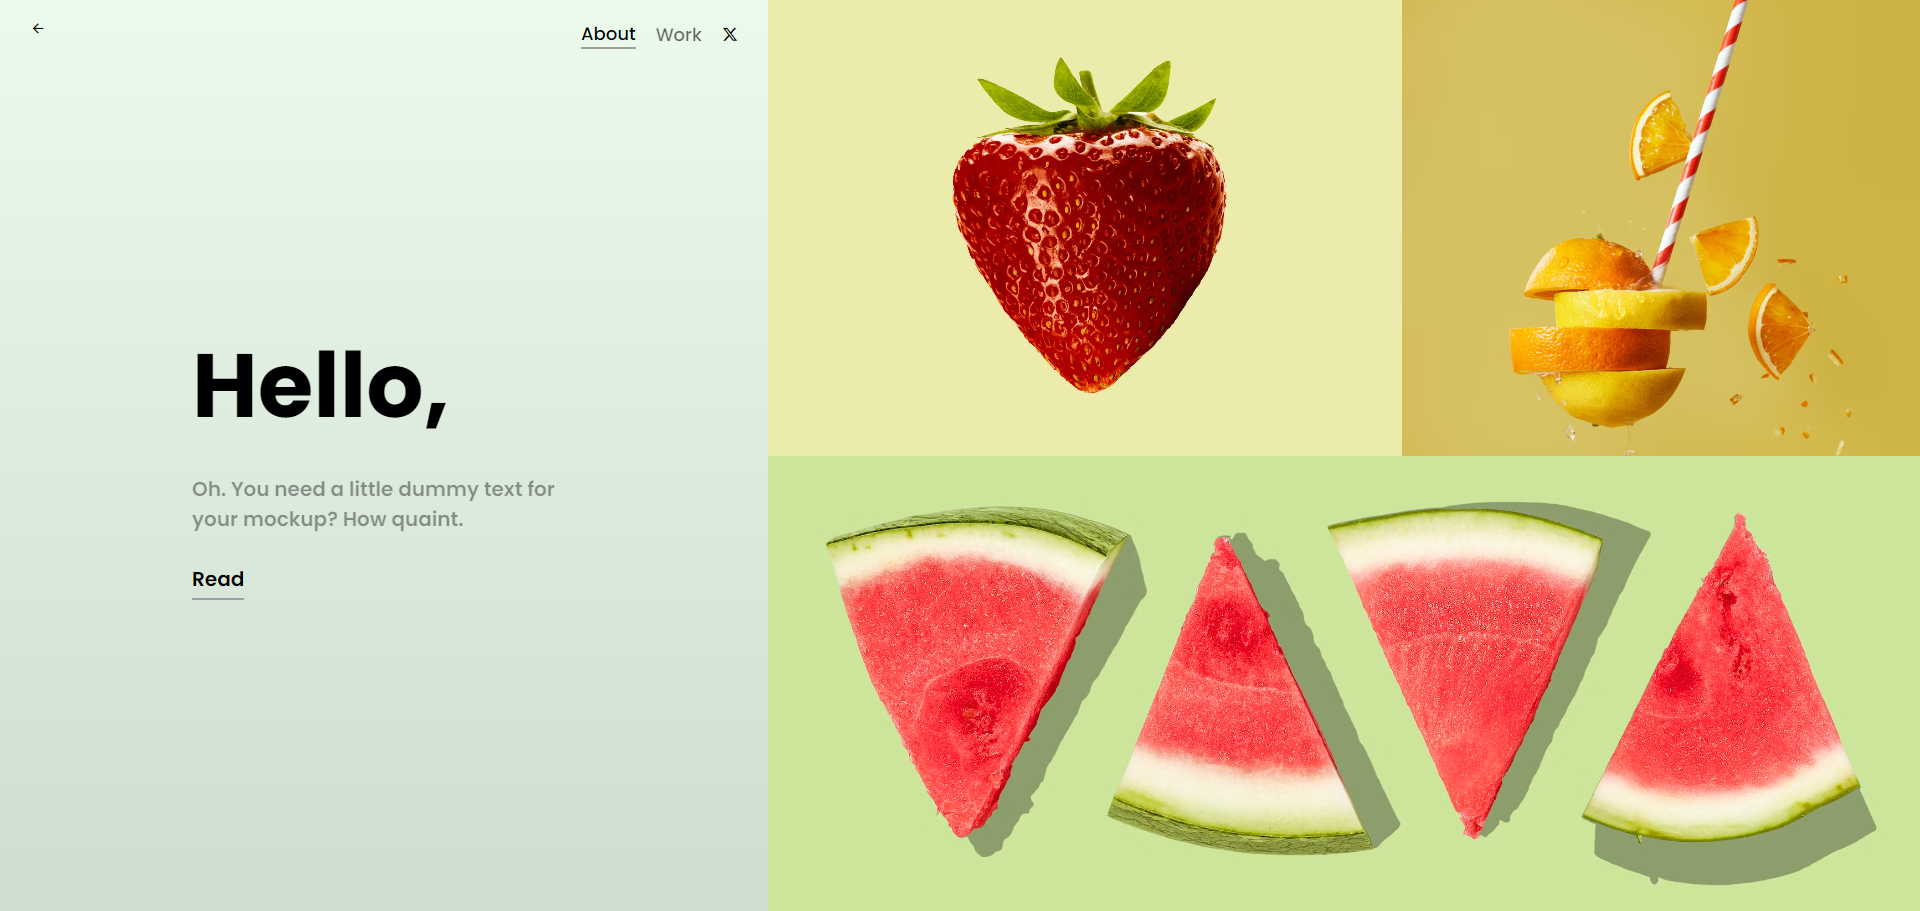 About Work
Hello,
Oh. You need a little dummy text for
your mockup? How quaint.
Read